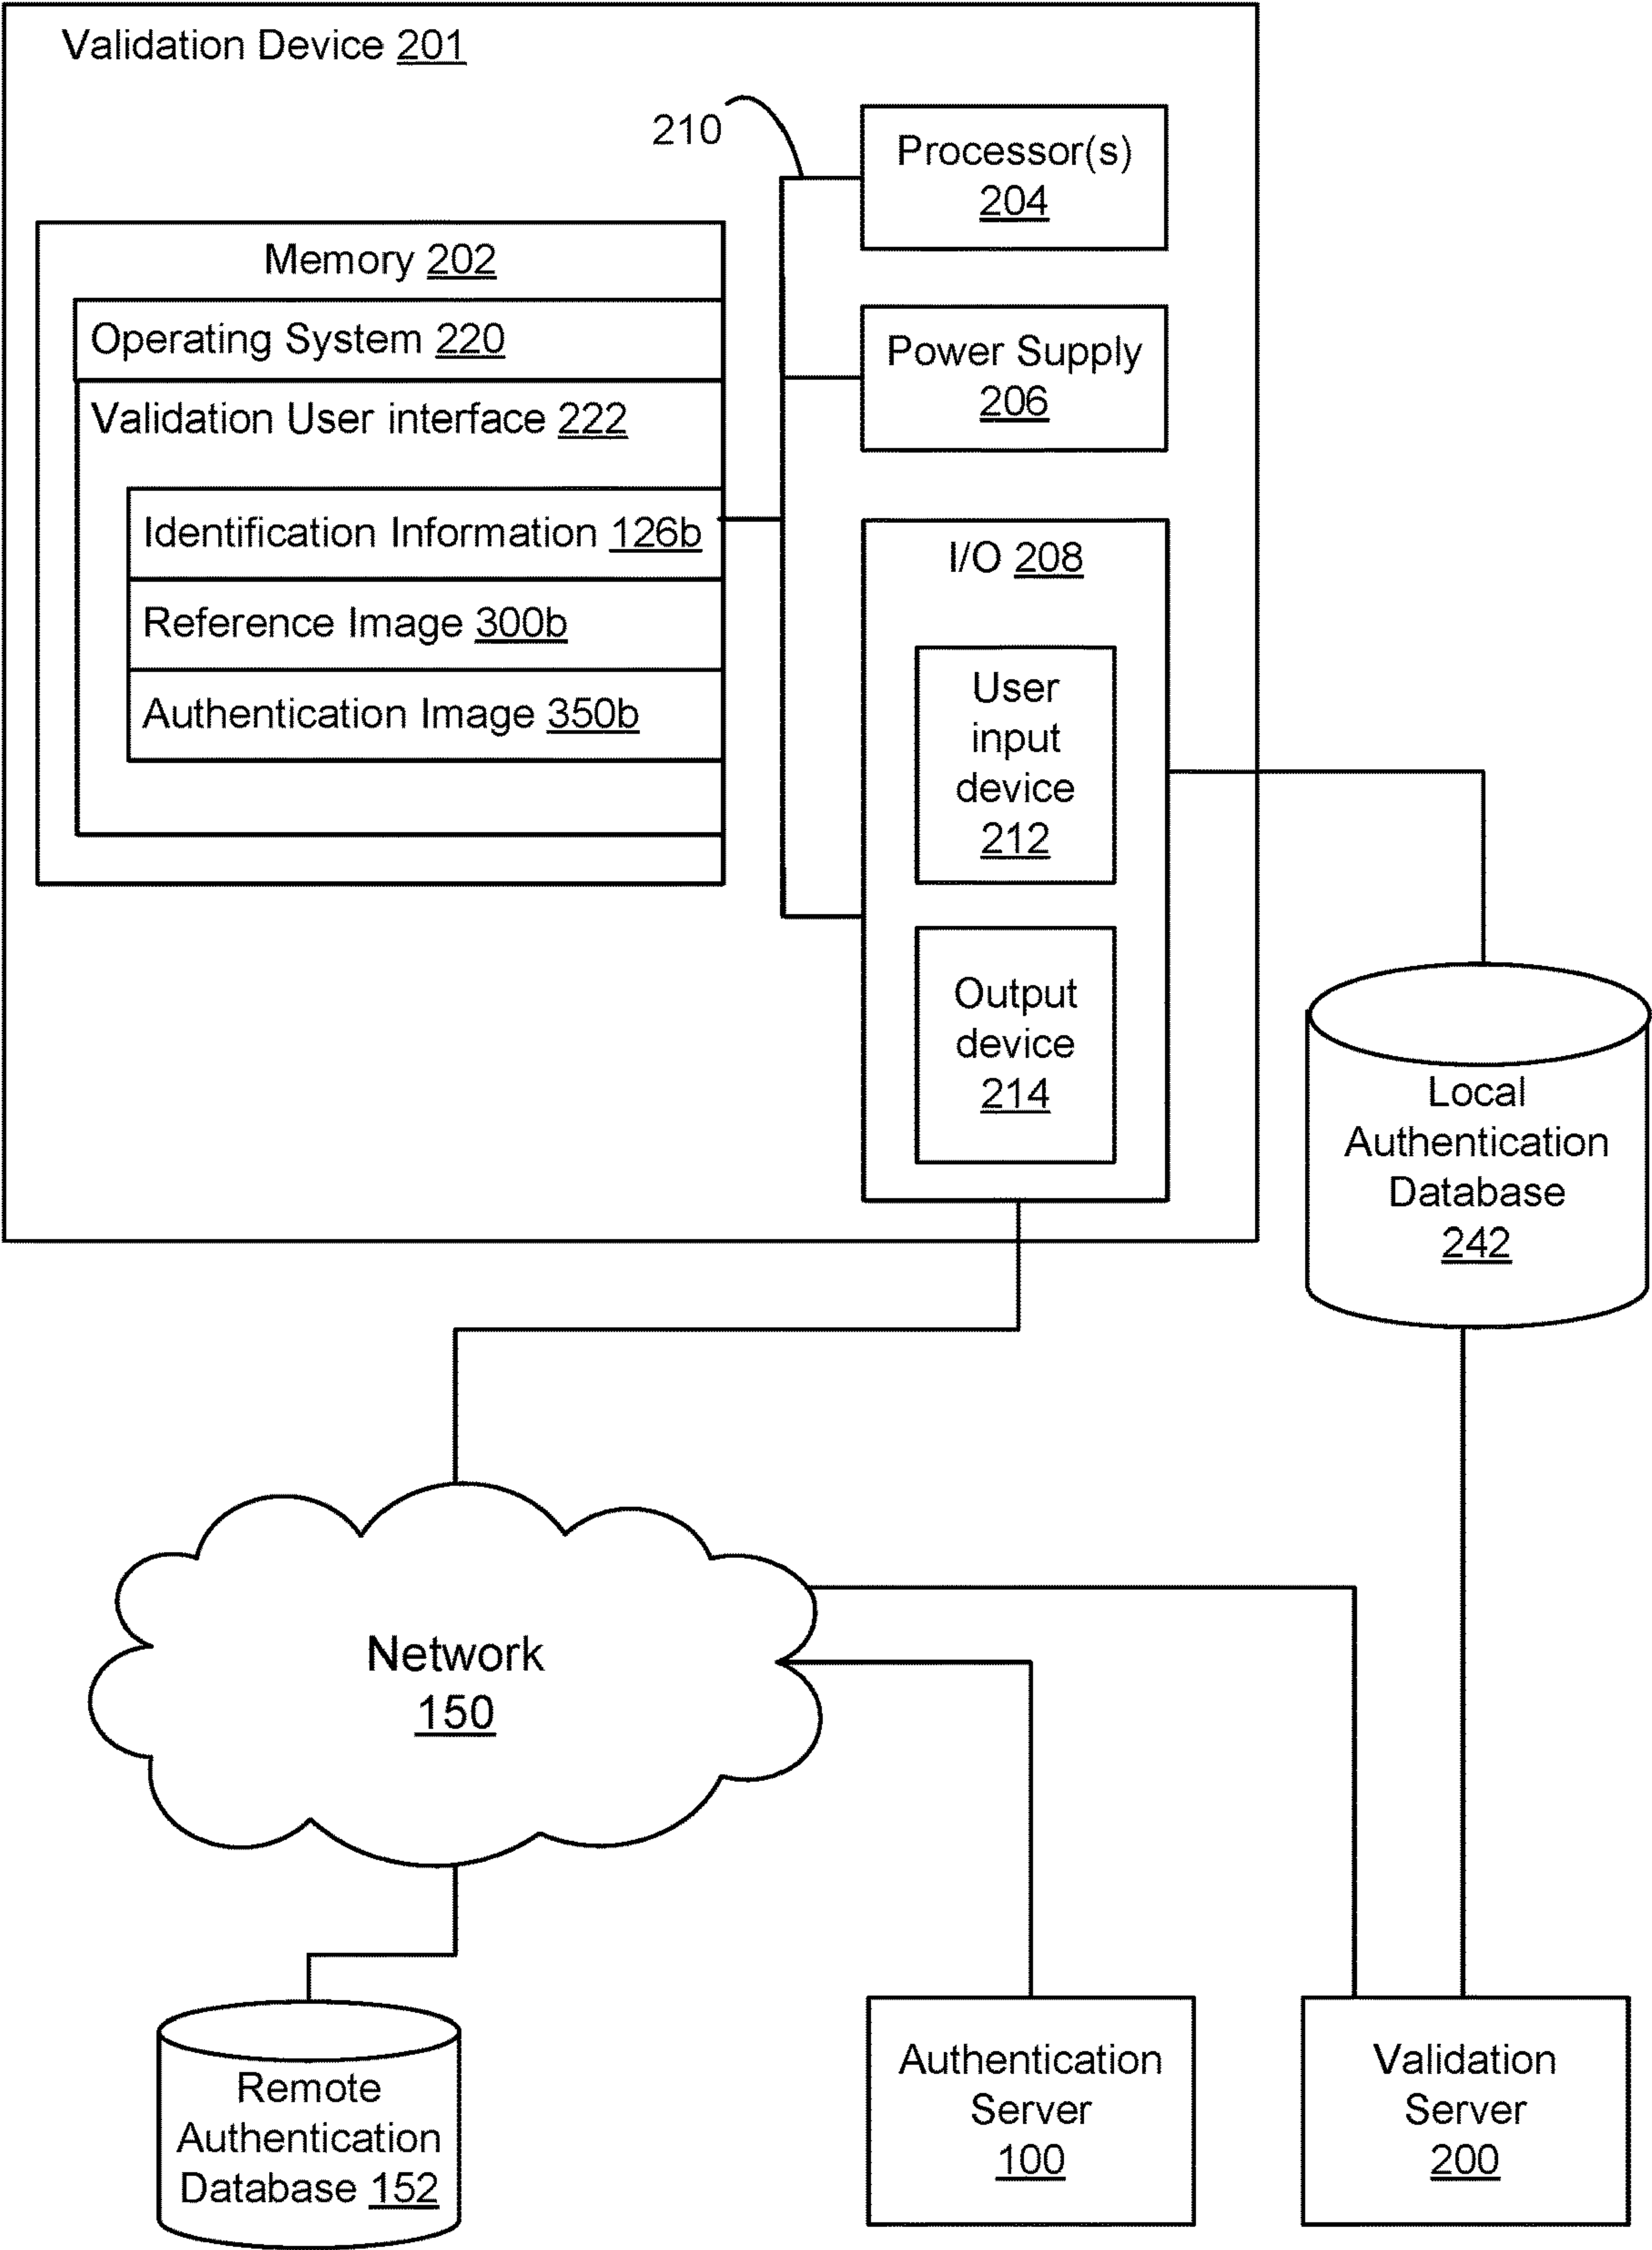 Validation Device 201
210
Processor(s)
204
Memory 202
Operating System 220
Power Supply
206
Validation User interface 222
Identification Information 126b
Reference Image 300b
Authentication Image 350b
I/O 208
User
input
device
212
Output
device
214
Local
Authentication
Database
242
Network
150
Remote
Authentication
Database 152
Authentication
Server
100
Validation
Server
200